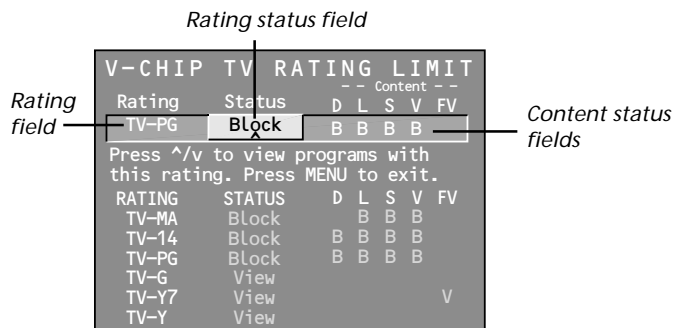 Rating status field
V-CHIP TV RATING LIMIT
-- Content --
Rating Status D L S V FV
Rating field
TV-PG Block B B B B
Content status fields
Press ^/v to view programs with
this rating. Press MENU to exit.
RATING STATUS D L S V FV
TV-MA Block B B B
TV-14 Block B B B B
TV-PG Block B B B B
TV-G View
TV-Y7 View V
TV-Y View